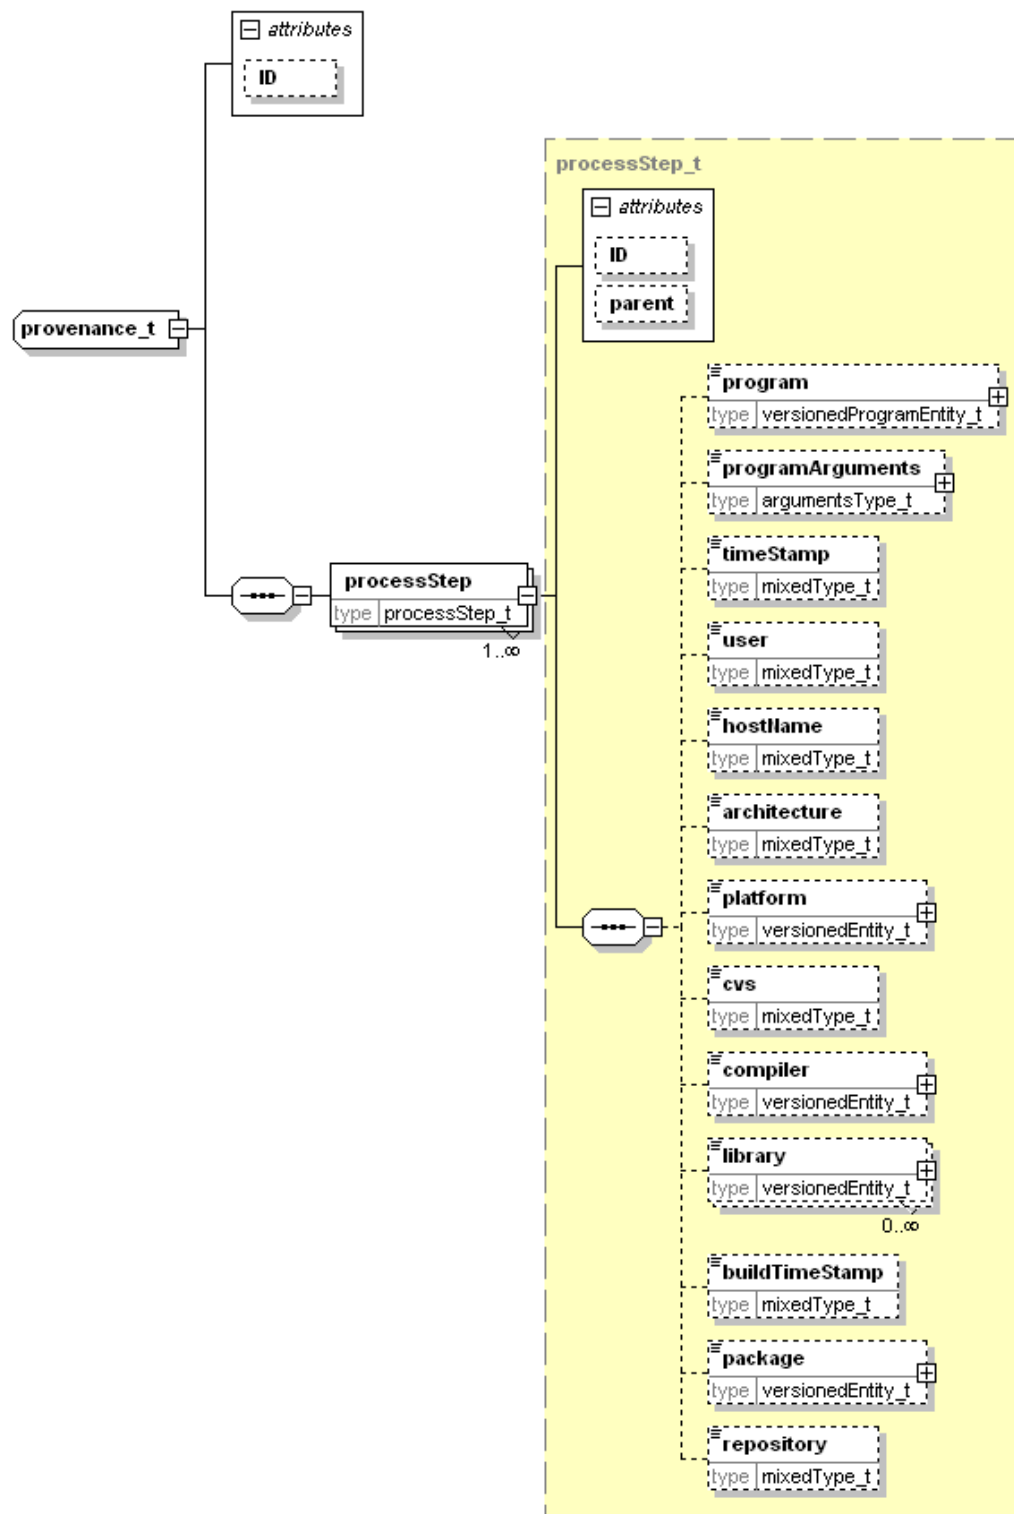 attributes
ID
processStep_t
attributes
ID
parent
provenance_t
program
type versionedProgramEntity_t
programArguments
type argumentsType_t
timeStamp
type mixedType_t
processStep
type processStep_t
1..∞
user
type mixedType_t
hostName
type mixedType_t
architecture
type mixedType_t
platform
type versionedEntity_t
cvs
type mixedType_t
compiler
type versionedEntity_t
library
type versionedEntity_t
0..∞
buildTimeStamp
type mixedType_t
package
type versionedEntity_t
repository
type mixedType_t